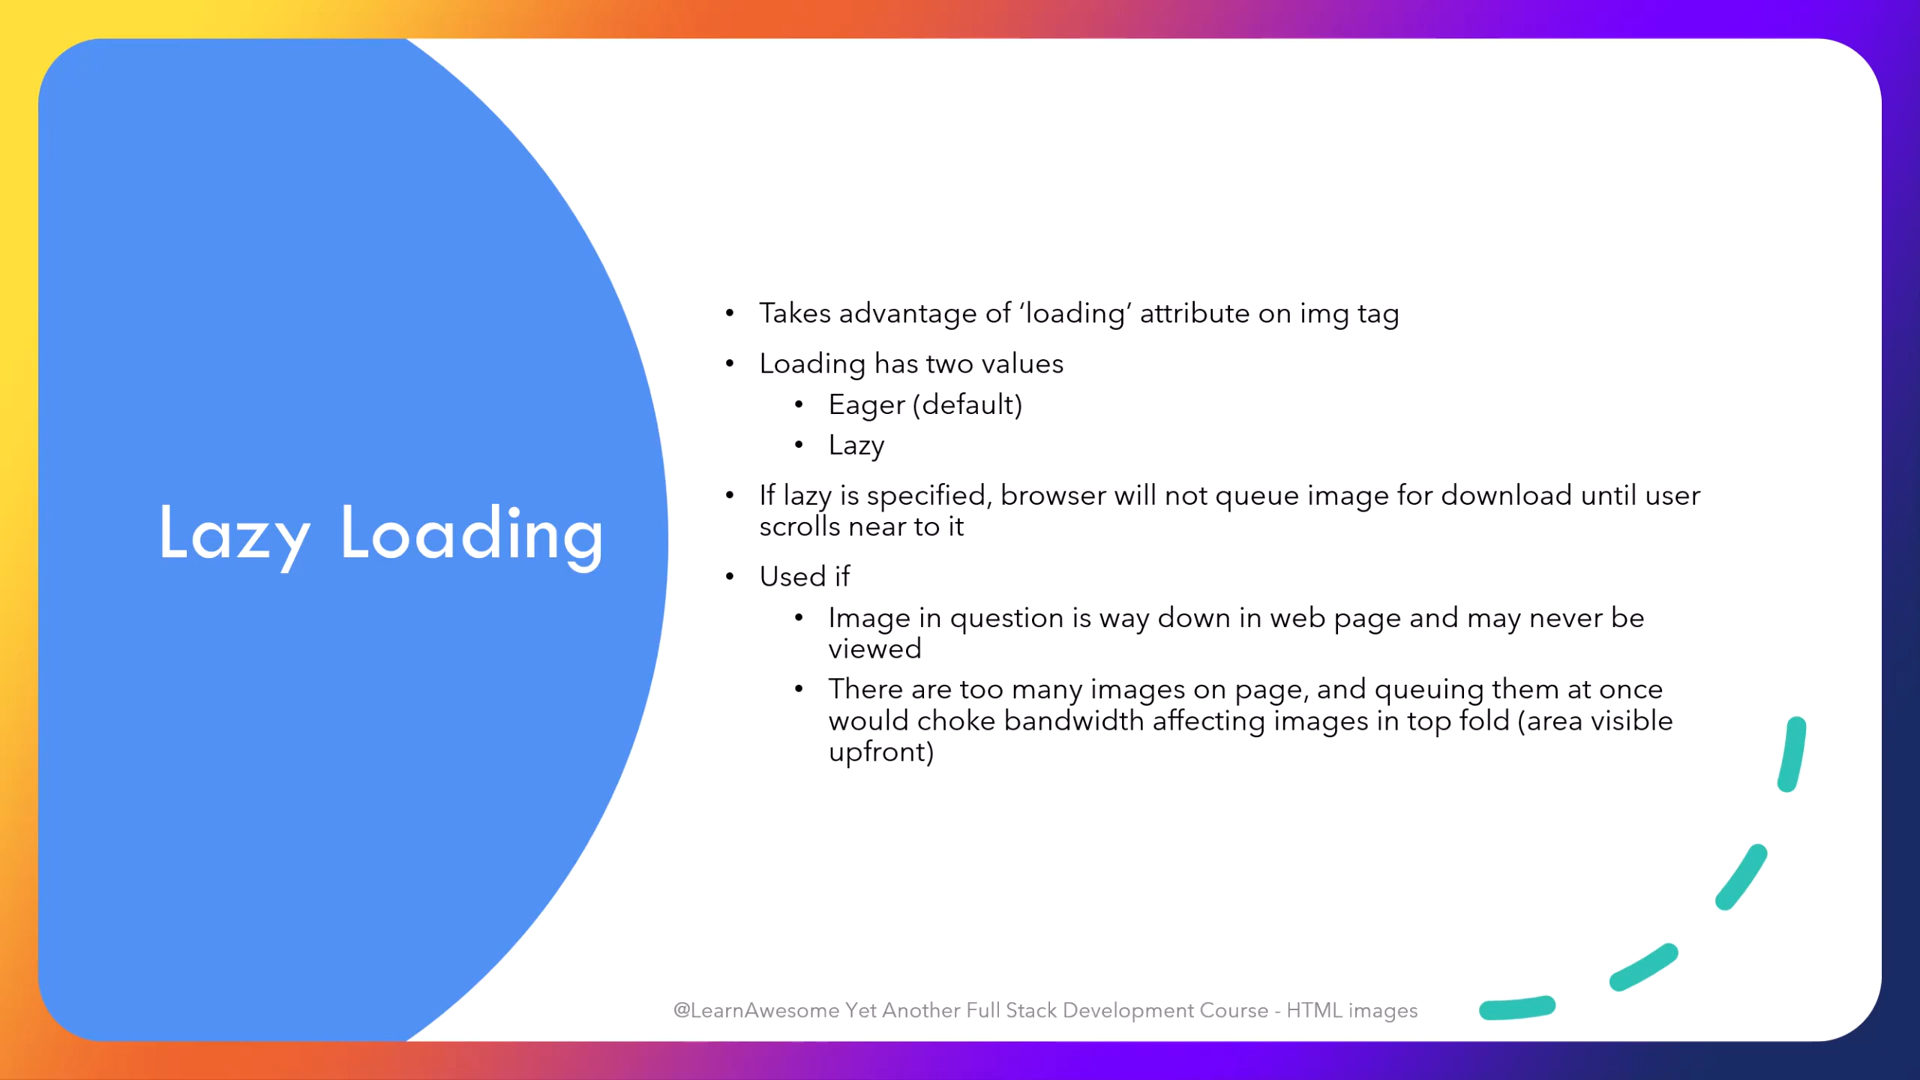 Lazy Loading
• Takes advantage of ‘loading’ attribute on img tag
• Loading has two values
• Eager (default)
• Lazy
• If lazy is specified, browser will not queue image for download until user
scrolls near to it
• Used if
• Image in question is way down in web page and may never be
viewed
• There are too many images on page, and queuing them at once
would choke bandwidth affecting images in top fold (area visible
upfront)
@LearnAwesome Yet Another Full Stack Development Course - HTML images